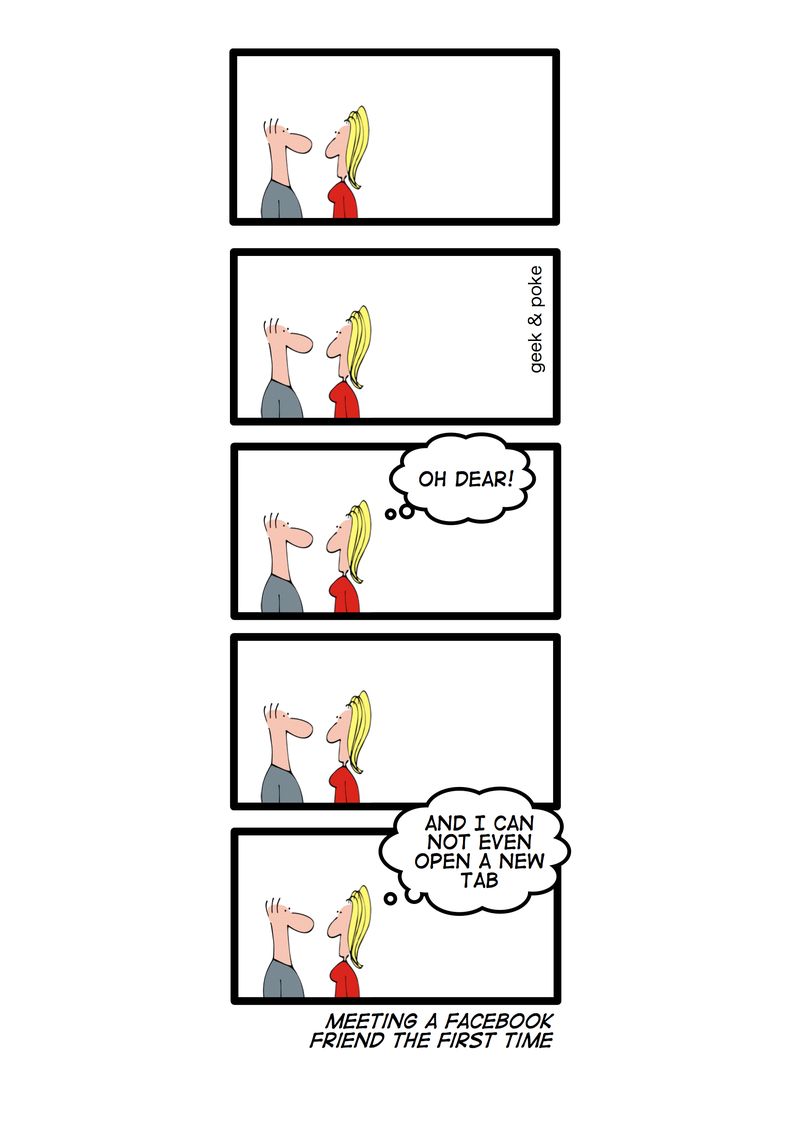 geek & poke
OH DEAR!
AND I CAN
NOT EVEN
OPEN A NEW
TAB
MEETING A FACEBOOK
FRIEND THE FIRST TIME